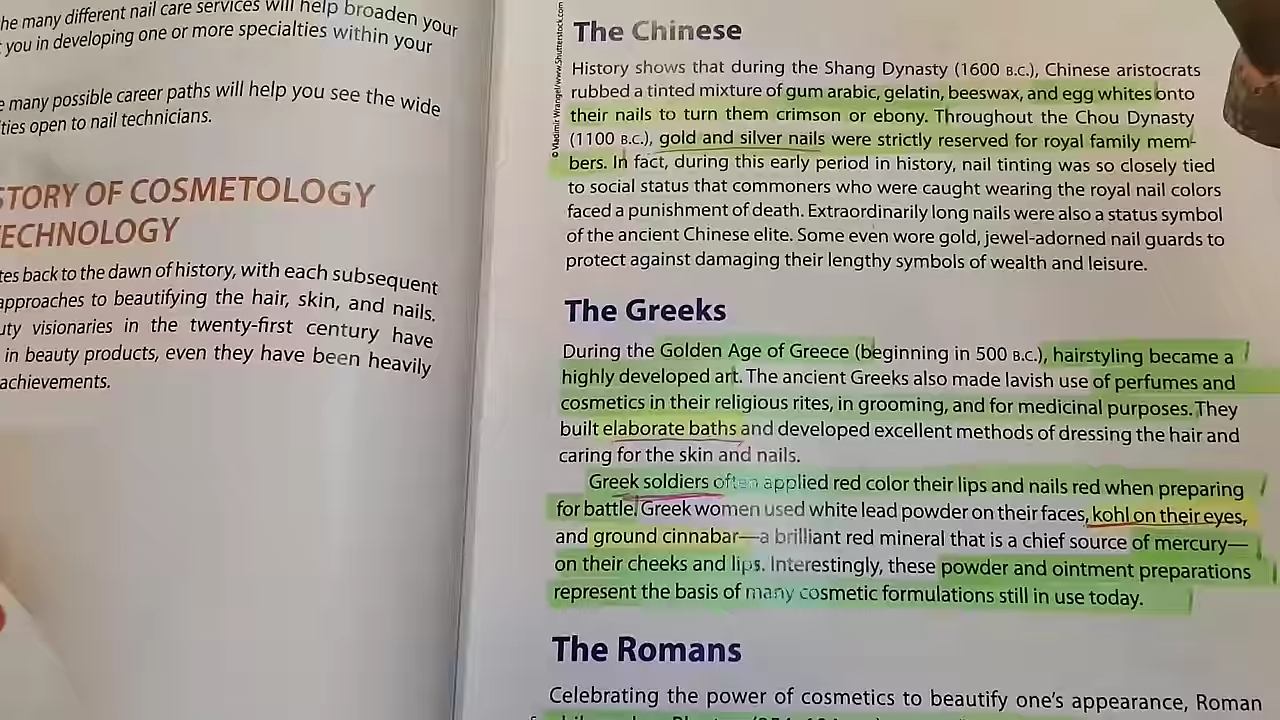 he many different nail care services will help broaden your
you in developing one or more specialties within your
e many possible career paths will help you see the wide
ties open to nail technicians.
STORY OF COSMETOLOGY
ECHNOLOGY
tes back to the dawn of history, with each subsequent
approaches to beautifying the hair, skin, and nails.
uty visionaries in the twenty-first century have
in beauty products, even they have been heavily
achievements.
© Vladimir Wrangel/www.Shutterstock.com
The Chinese
History shows that during the Shang Dynasty (1600 B.C.), Chinese aristocrats
rubbed a tinted mixture of gum arabic, gelatin, beeswax, and egg whites onto
their nails to turn them crimson or ebony. Throughout the Chou Dynasty
(1100 B.C.), gold and silver nails were strictly reserved for royal family mem-
bers. In fact, during this early period in history, nail tinting was so closely tied
to social status that commoners who were caught wearing the royal nail colors
faced a punishment of death. Extraordinarily long nails were also a status symbol
of the ancient Chinese elite. Some even wore gold, jewel-adorned nail guards to
protect against damaging their lengthy symbols of wealth and leisure.
The Greeks
During the Golden Age of Greece (beginning in 500 B.C.), hairstyling became a
highly developed art. The ancient Greeks also made lavish use of perfumes and
cosmetics in their religious rites, in grooming, and for medicinal purposes. They
built elaborate baths and developed excellent methods of dressing the hair and
caring for the skin and nails.
Greek soldiers often applied red color their lips and nails red when preparing
for battle. Greek women used white lead powder on their faces, kohl on their eyes,
and ground cinnabar—a brilliant red mineral that is a chief source of mercury—
on their cheeks and lips. Interestingly, these powder and ointment preparations
represent the basis of many cosmetic formulations still in use today.
The Romans
Celebrating the power of cosmetics to beautify one's appearance, Roman